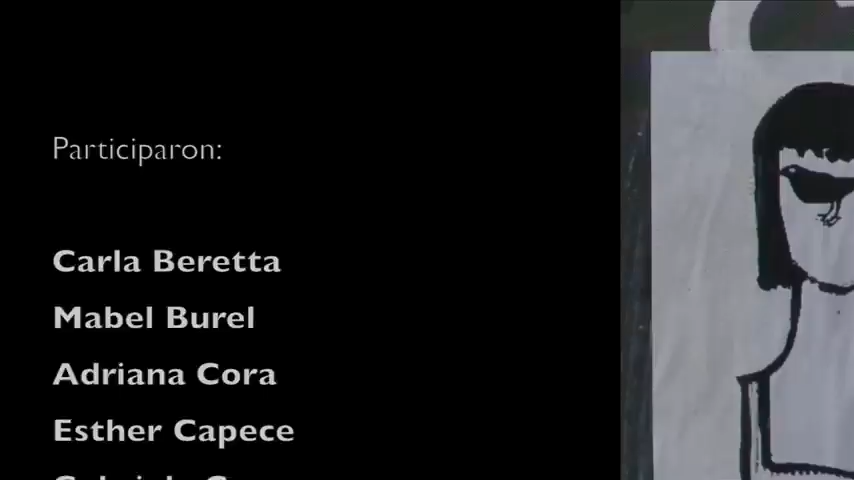 Participaron:
Carla Beretta
Mabel Burel
Adriana Cora
Esther Capece